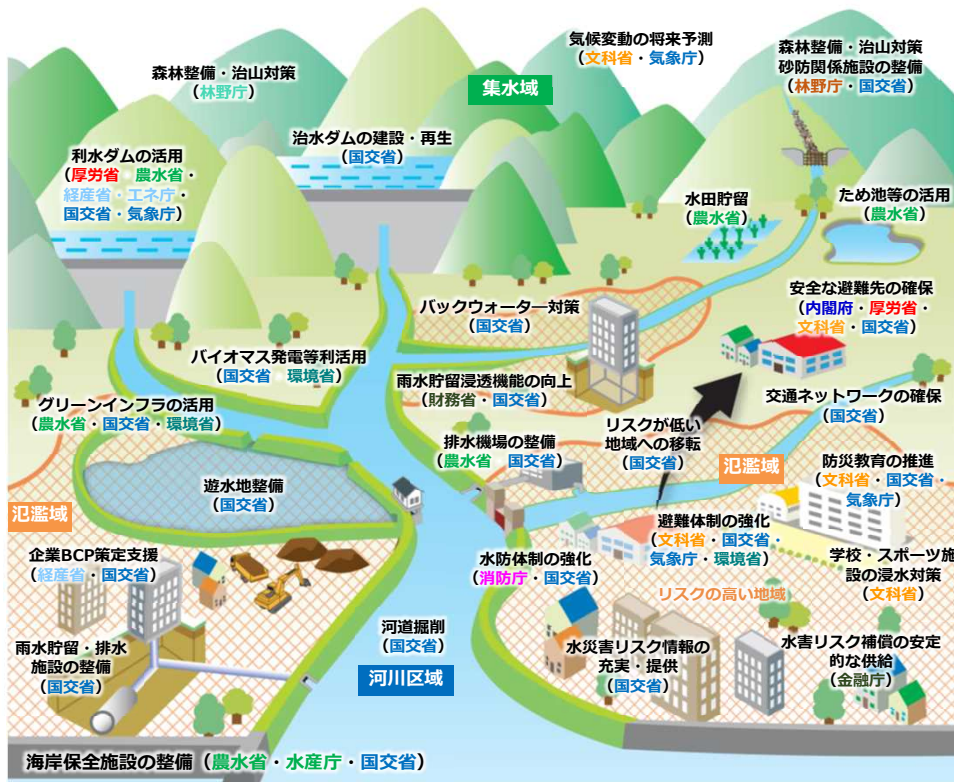 気候変動の将来予測
（文科省・気象庁）
森林整備・治山対策
砂防関係施設の整備
（林野庁・国交省）
森林整備・治山対策
（林野庁）
集水域
治水ダムの建設・再生
（国交省）
利水ダムの活用
（厚労省・農水省・
経産省・エネ庁・
国交省・気象庁）
水田貯留
（農水省）
ため池等の活用
（農水省）
安全な避難先の確保
（内閣府・厚労省・
文科省・国交省）
バックウォーター対策
（国交省）
バイオマス発電等利活用
（国交省・環境省）
雨水貯留浸透機能の向上
（財務省・国交省）
交通ネットワークの確保
（国交省）
グリーンインフラの活用
（農水省・国交省・環境省）
排水機場の整備
（農水省・国交省）
リスクが低い
地域への移転
（国交省）
氾濫域
防災教育の推進
（文科省・国交省・
気象庁）
遊水地整備
（国交省）
氾濫域
避難体制の強化
（文科省・国交省・
気象庁・環境省）
企業BCP策定支援
（経産省・国交省）
水防体制の強化
（消防庁・国交省）
学校・スポーツ施
設の浸水対策
（文科省）
リスクの高い地域
河道掘削
（国交省）
雨水貯留・排水
施設の整備
（国交省）
水災害リスク情報の
充実・提供
（国交省）
水害リスク補償の安定
的な供給
（金融庁）
河川区域
海岸保全施設の整備（農水省・水産庁・国交省）